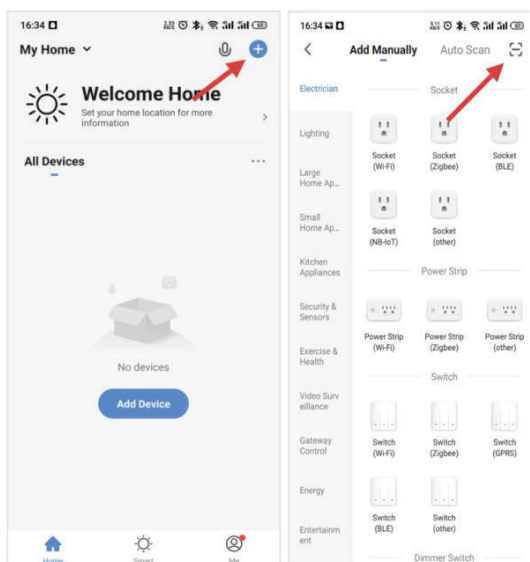 16:34
My Home
Welcome Home
Set your home location for more
information
All Devices
No devices
Add Device
Home
Smart
Me
16:34
Add Manually
Auto Scan
Electrician
Lighting
Large
Home Ap...
Small
Home Ap...
Kitchen
Appliances
Security &
Sensors
Exercise &
Health
Video Surv
eillance
Gateway
Control
Energy
Entertainm
ent
Socket
Socket
(Wi-Fi)
Socket
(Zigbee)
Socket
(BLE)
Socket
(NB-IoT)
Socket
(other)
Power Strip
Power Strip
(Wi-Fi)
Power Strip
(Zigbee)
Power Strip
(other)
Switch
Switch
(Wi-Fi)
Switch
(Zigbee)
Switch
(GPRS)
Switch
(BLE)
Switch
(other)
Dimmer Switch